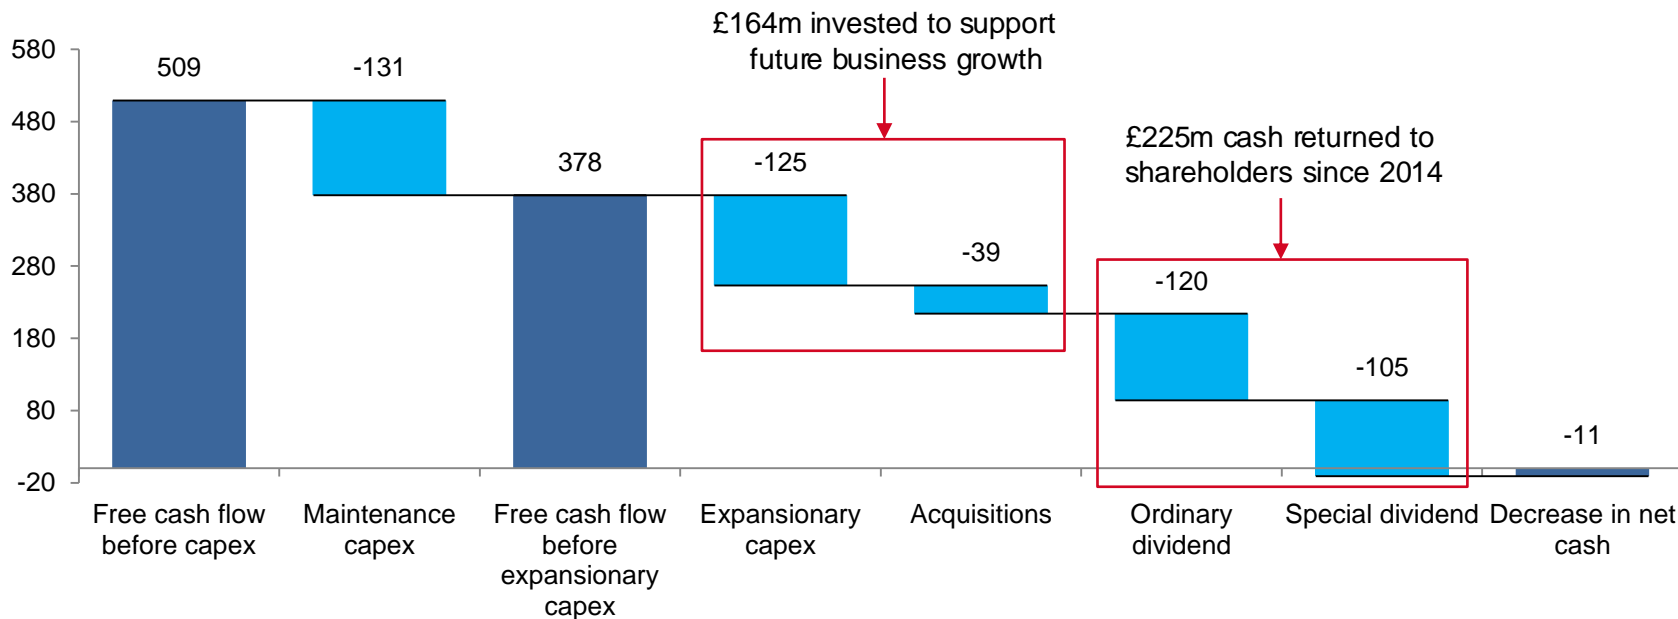 £164m invested to support
future business growth
£225m cash returned to
shareholders since 2014
580
480
380
280
180
80
-20
509
-131
378
-125
-39
-120
-105
-11
Free cash flow
before capex
Maintenance
capex
Free cash flow
before
expansionary
capex
Expansionary
capex
Acquisitions
Ordinary
dividend
Special dividend
Decrease in net
cash